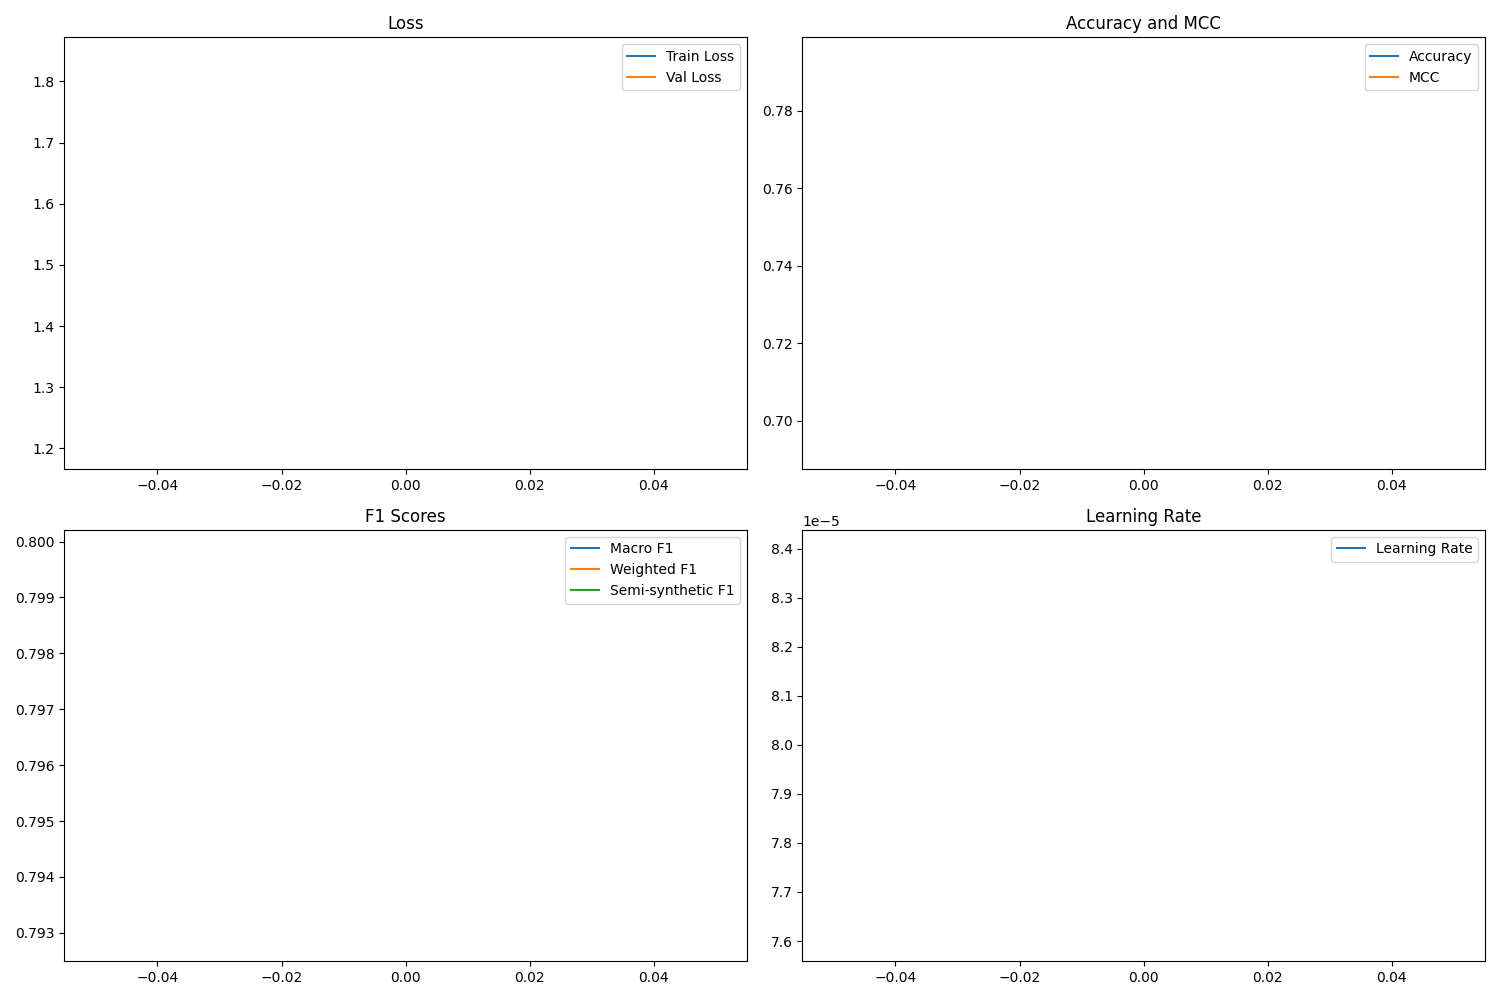 Loss
Train Loss
Val Loss
1.8
1.7
1.6
1.5
1.4
1.3
1.2
−0.04 −0.02 0.00 0.02 0.04
Accuracy and MCC
Accuracy
MCC
0.78
0.76
0.74
0.72
0.70
−0.04 −0.02 0.00 0.02 0.04
F1 Scores
Macro F1
Weighted F1
Semi-synthetic F1
0.800
0.799
0.798
0.797
0.796
0.795
0.794
0.793
−0.04 −0.02 0.00 0.02 0.04
Learning Rate
1e−5
Learning Rate
8.4
8.3
8.2
8.1
8.0
7.9
7.8
7.7
7.6
−0.04 −0.02 0.00 0.02 0.04